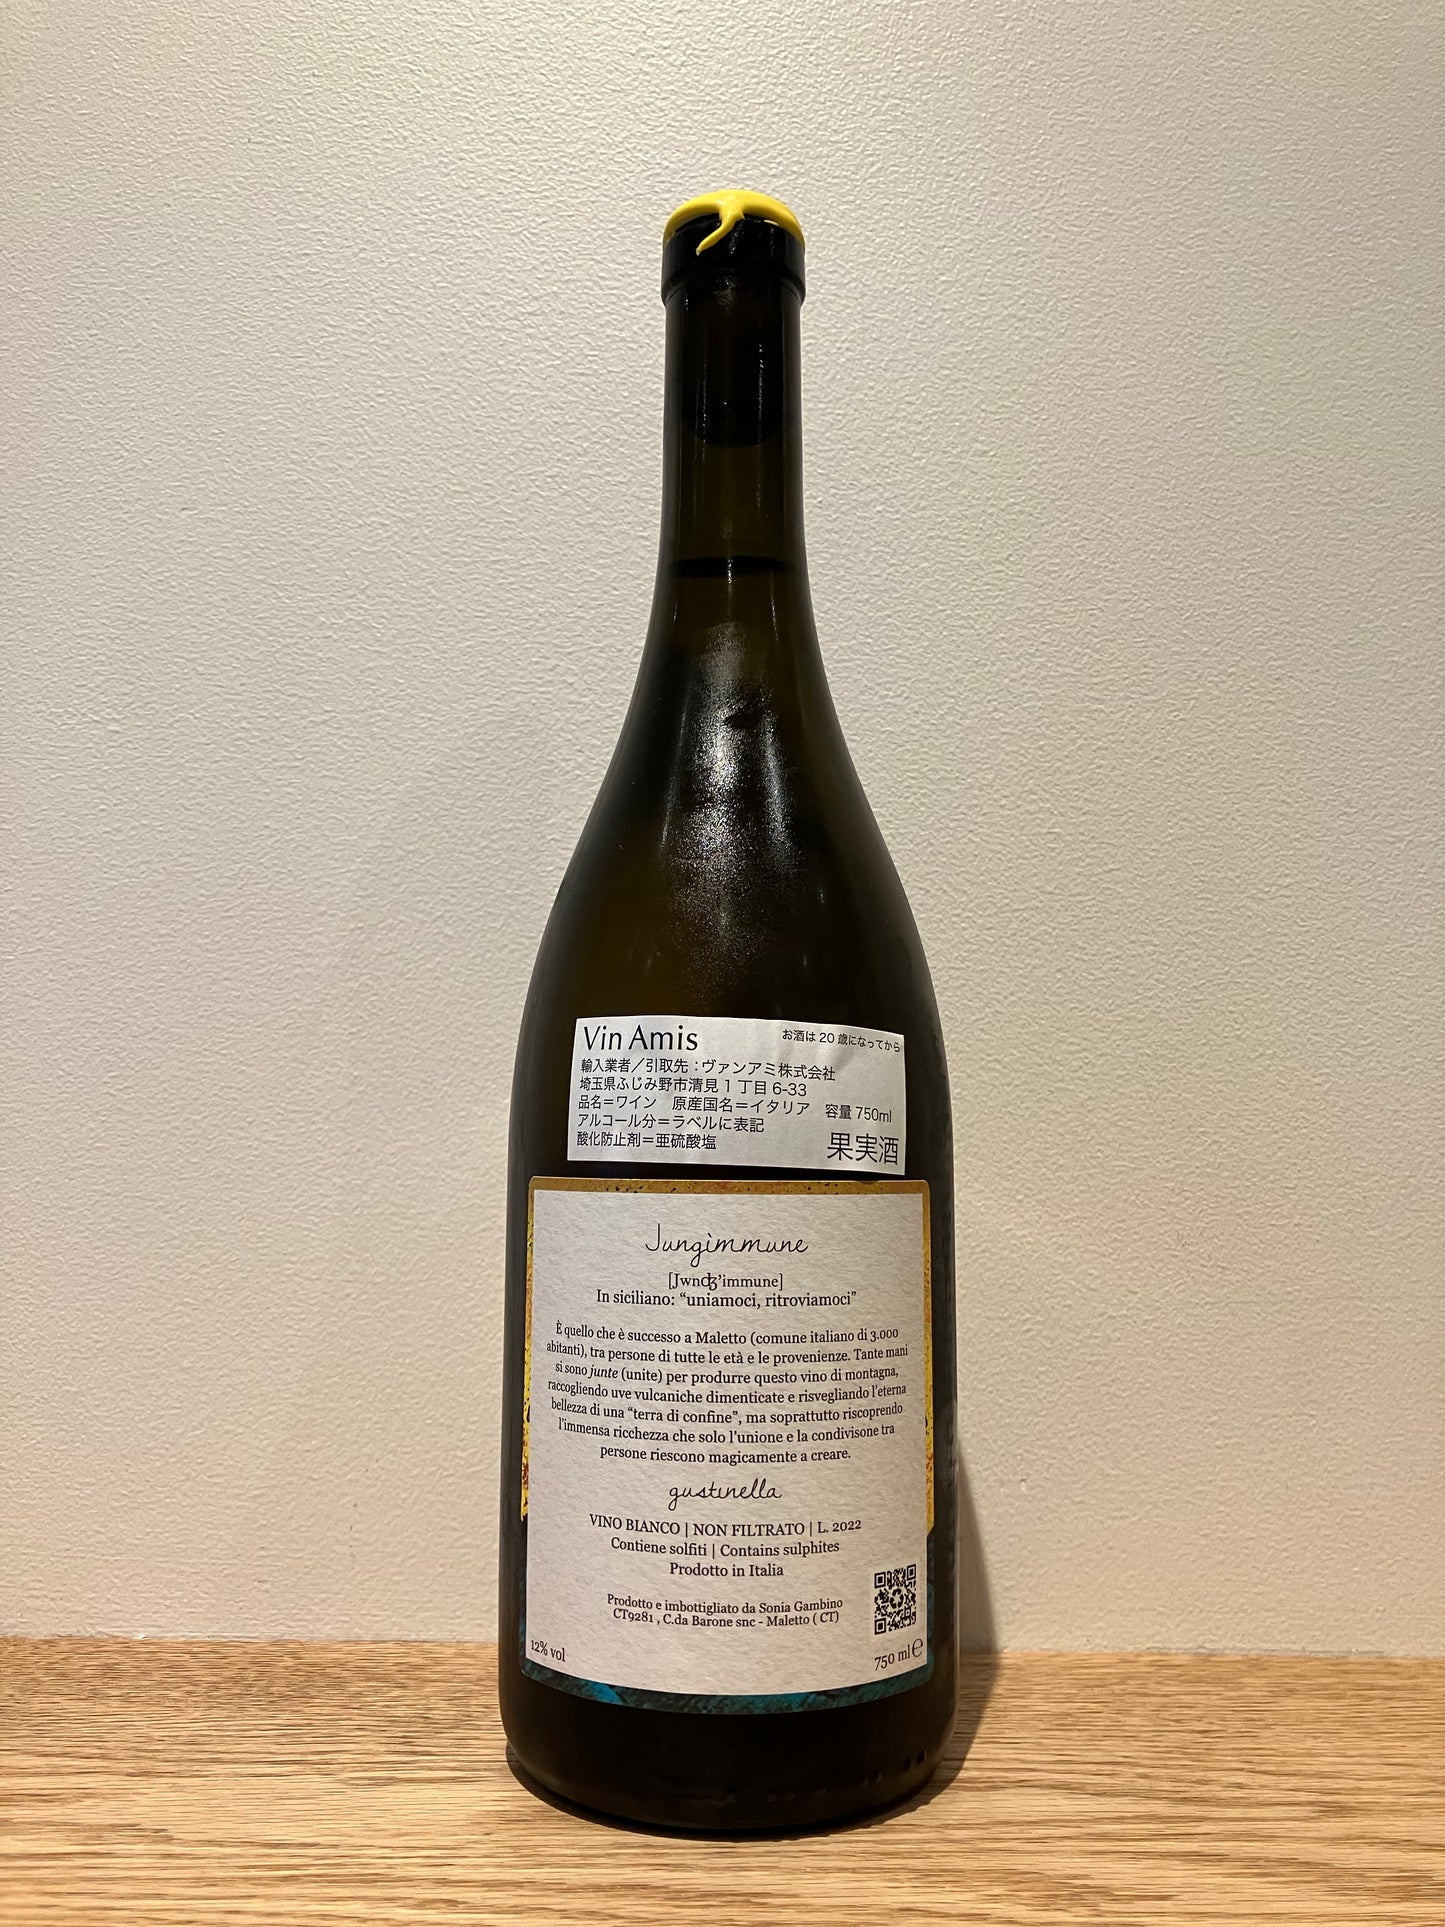 Vin Amis
お酒は 20 歳になってから
輸入業者／引取先：ヴァンアミ株式会社
埼玉県ふじみ野市清見 1 丁目 6-33
品名＝ワイン 原産国名＝イタリア 容量 750ml
アルコール分＝ラベルに表記
酸化防止剤＝亜硫酸塩
果実酒
Jungìmmune
[Jwnʤ’immune]
In siciliano: “uniamoci, ritroviamoci”
È quello che è successo a Maletto (comune italiano di 3.000
abitanti), tra persone di tutte le età e le provenienze. Tante mani
si sono junte (unite) per produrre questo vino di montagna,
raccogliendo uve vulcaniche dimenticate e risvegliando l’eterna
bellezza di una “terra di confine”, ma soprattutto riscoprendo
l’immensa ricchezza che solo l’unione e la condivisone tra
persone riescono magicamente a creare.
gustinella
VINO BIANCO | NON FILTRATO | L. 2022
Contiene solfiti | Contains sulphites
Prodotto in Italia
Prodotto e imbottigliato da Sonia Gambino
CT9281 , C.da Barone snc - Maletto ( CT)
12% vol
750 ml ℮